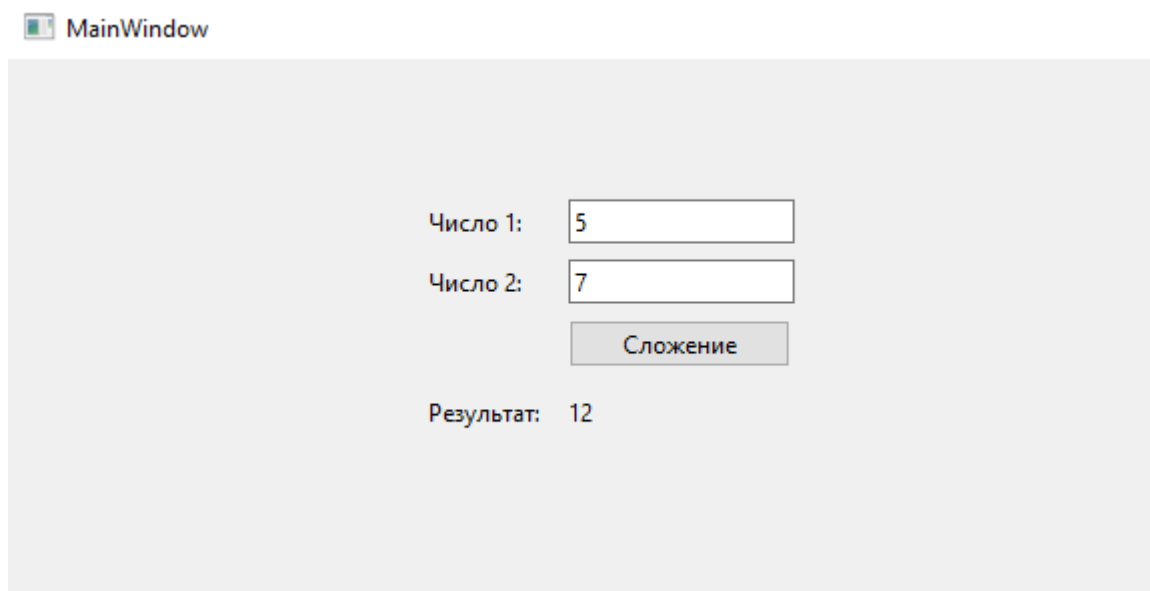 MainWindow
Число 1: 5
Число 2: 7
Сложение
Результат: 12